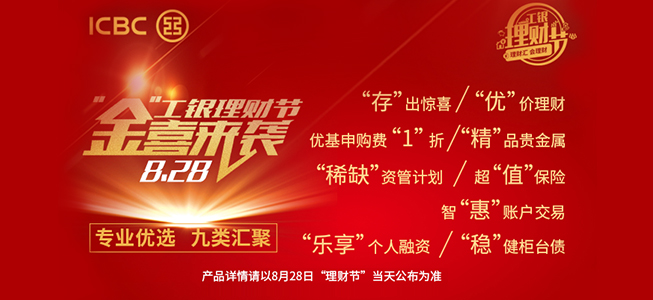 ICBC
工银
理财节
理财汇 会理财
“金”工银理财节
喜来袭
8.28
专业优选 九类汇聚
“存”出惊喜/“优”价理财
优基申购费“1”折/“精”品贵金属
“稀缺”资管计划/超“值”保险
智“惠”账户交易
“乐享”个人融资/“稳”健柜台债
产品详情请以8月28日“理财节”当天公布为准